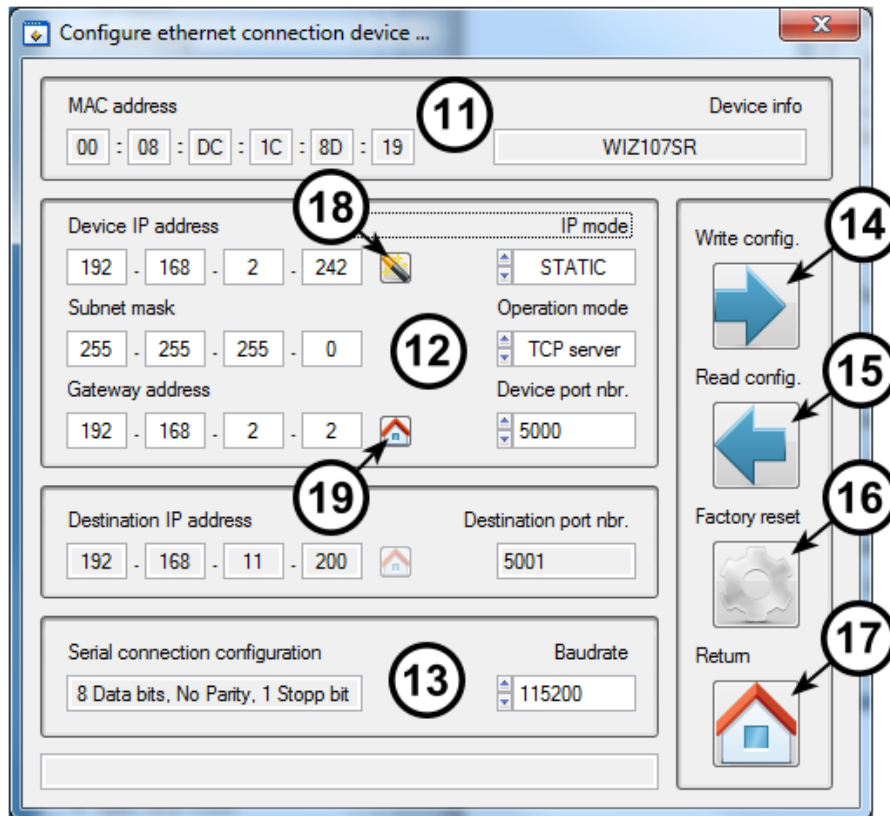 Configure ethernet connection device ...
MAC address 11 Device info
00 : 08 : DC : 1C : 8D : 19 WIZ107SR
18
Device IP address IP mode
192 . 168 . 2 . 242 STATIC
Subnet mask Operation mode
255 . 255 . 255 . 0 12 TCP server
Gateway address Device port nbr.
192 . 168 . 2 . 2 5000
19
Destination IP address Destination port nbr.
192 . 168 . 11 . 200 5001
Serial connection configuration 13 Baudrate
8 Data bits, No Parity, 1 Stopp bit 115200
Write config. 14
Read config. 15
Factory reset 16
Return 17